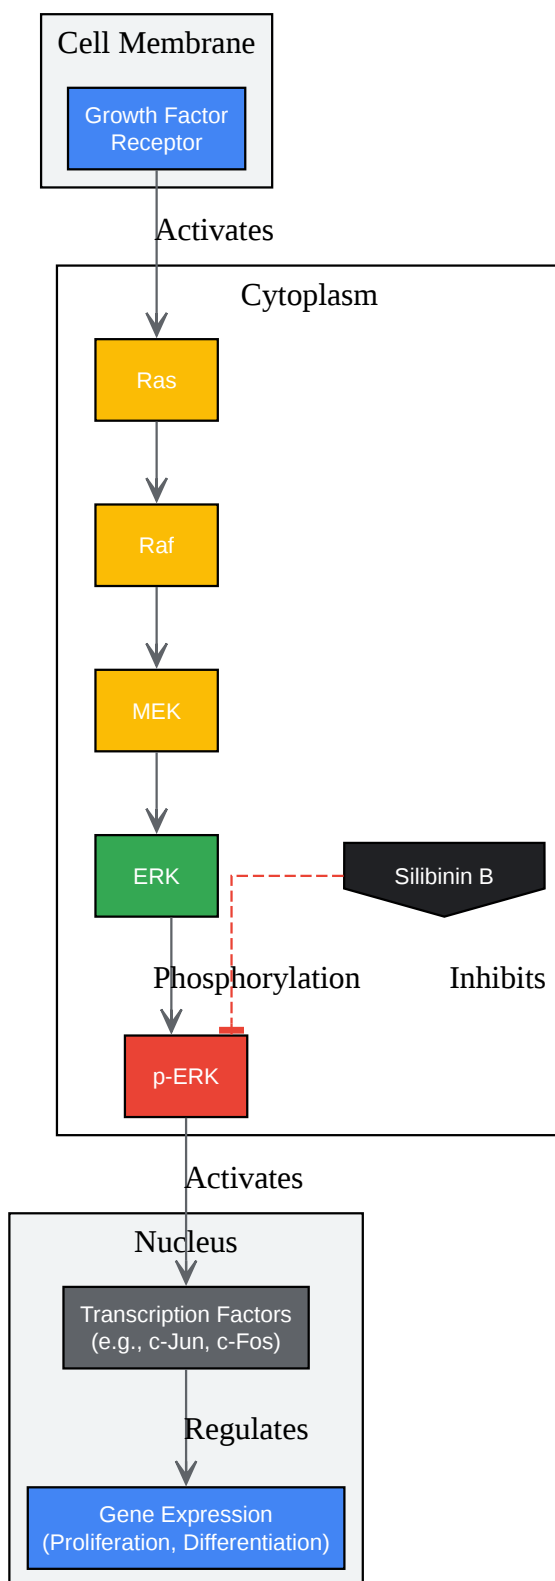 Cell Membrane
Growth Factor
Receptor
Activates
Cytoplasm
Ras
Raf
MEK
ERK
Silibinin B
Phosphorylation
Inhibits
p-ERK
Activates
Nucleus
Transcription Factors
(e.g., c-Jun, c-Fos)
Regulates
Gene Expression
(Proliferation, Differentiation)